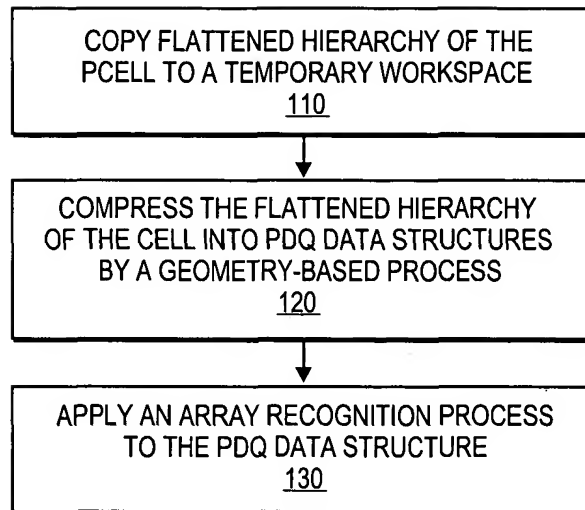 COPY FLATTENED HIERARCHY OF THE
PCELL TO A TEMPORARY WORKSPACE
110
COMPRESS THE FLATTENED HIERARCHY
OF THE CELL INTO PDQ DATA STRUCTURES
BY A GEOMETRY-BASED PROCESS
120
APPLY AN ARRAY RECOGNITION PROCESS
TO THE PDQ DATA STRUCTURE
130